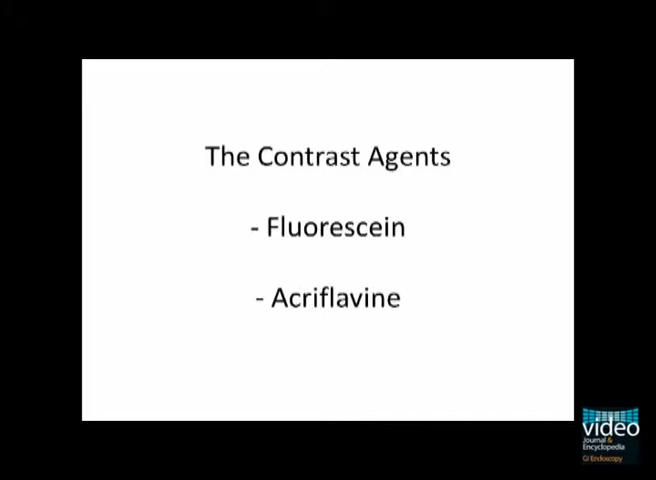 The Contrast Agents
- Fluorescein
- Acriflavine
video
Journal &
Encyclopedia
GI Endoscopy